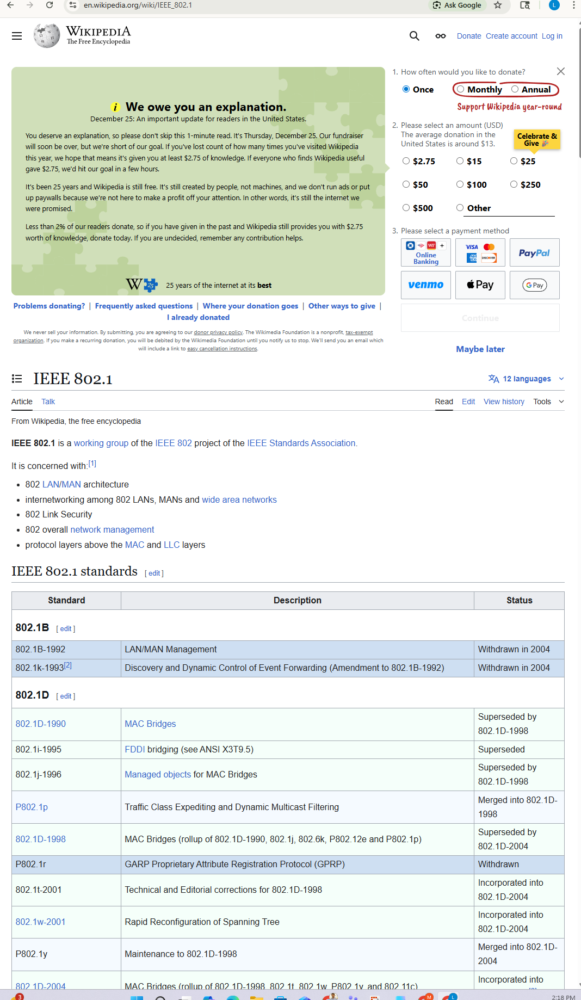 en.wikipedia.org/wiki/IEEE_802.1
Ask Google
L
WIKIPEDIA
The Free Encyclopedia
Donate Create account Log in
i We owe you an explanation.
December 25: An important update for readers in the United States.
You deserve an explanation, so please don't skip this 1-minute read. It's Thursday, December 25. Our fundraiser
will soon be over, but we're short of our goal. If you've lost count of how many times you've visited Wikipedia
this year, we hope that means it's given you at least $2.75 of knowledge. If everyone who finds Wikipedia useful
gave $2.75, we'd hit our goal in a few hours.
It's been 25 years and Wikipedia is still free. It's still created by people, not machines, and we don't run ads or put
up paywalls because we're not here to make a profit off your attention. In other words, it's still the internet we
were promised.
Less than 2% of our readers donate, so if you have given in the past and Wikipedia still provides you with $2.75
worth of knowledge, donate today. If you are undecided, remember any contribution helps.
W 25 25 years of the internet at its best
Problems donating? | Frequently asked questions | Where your donation goes | Other ways to give |
I already donated
We never sell your information. By submitting, you are agreeing to our donor privacy policy. The Wikimedia Foundation is a nonprofit, tax-exempt
organization. If you make a recurring donation, you will be debited by the Wikimedia Foundation until you notify us to stop. We'll send you an email which
will include a link to easy cancellation instructions.
1. How often would you like to donate?
Once Monthly Annual
Support Wikipedia year-round
2. Please select an amount (USD)
The average donation in the
United States is around $13.
Celebrate &
Give 🎉
$2.75 $15 $25
$50 $100 $250
$500 Other
3. Please select a payment method
WF +
Online
Banking
VISA
AM EX DISCOVER
PayPal
venmo Pay G Pay
Continue
Maybe later
IEEE 802.1
12 languages
Article Talk
Read Edit View history Tools
From Wikipedia, the free encyclopedia
IEEE 802.1 is a working group of the IEEE 802 project of the IEEE Standards Association.
It is concerned with:[1]
• 802 LAN/MAN architecture
• internetworking among 802 LANs, MANs and wide area networks
• 802 Link Security
• 802 overall network management
• protocol layers above the MAC and LLC layers
IEEE 802.1 standards [ edit ]
Standard Description Status
802.1B [ edit ]
802.1B-1992 LAN/MAN Management Withdrawn in 2004
802.1k-1993[2] Discovery and Dynamic Control of Event Forwarding (Amendment to 802.1B-1992) Withdrawn in 2004
802.1D [ edit ]
802.1D-1990 MAC Bridges Superseded by
802.1D-1998
802.1i-1995 FDDI bridging (see ANSI X3T9.5) Superseded
802.1j-1996 Managed objects for MAC Bridges Superseded by
802.1D-1998
P802.1p Traffic Class Expediting and Dynamic Multicast Filtering Merged into 802.1D-
1998
802.1D-1998 MAC Bridges (rollup of 802.1D-1990, 802.1j, 802.6k, P802.12e and P802.1p) Superseded by
802.1D-2004
P802.1r GARP Proprietary Attribute Registration Protocol (GPRP) Withdrawn
802.1t-2001 Technical and Editorial corrections for 802.1D-1998 Incorporated into
802.1D-2004
802.1w-2001 Rapid Reconfiguration of Spanning Tree Incorporated into
802.1D-2004
P802.1y Maintenance to 802.1D-1998 Merged into 802.1D-
2004
802.1D-2004 MAC Bridges (rollup of 802.1D-1998, 802.1t, 802.1w, P802.1y, and 802.11c) Incorporated into
3
M
L
2:18 PM